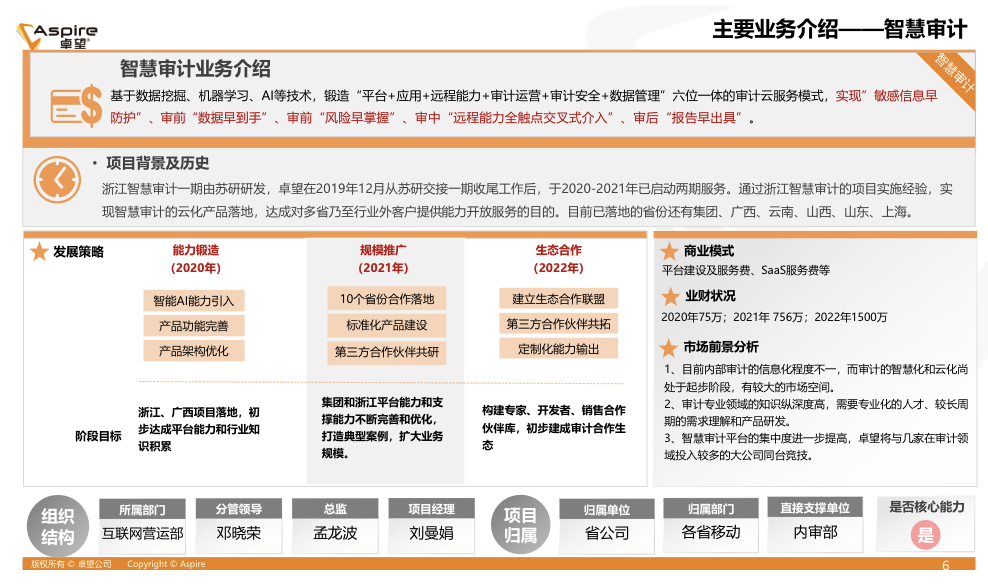 Aspire
卓望®
主要业务介绍——智慧审计
智慧审计
智慧审计业务介绍
基于数据挖掘、机器学习、AI等技术，锻造“平台+应用+远程能力+审计运营+审计安全+数据管理”六位一体的审计云服务模式，实现”敏感信息早
防护”、审前“数据早到手”、审前“风险早掌握”、审中“远程能力全触点交叉式介入”、审后“报告早出具”。
• 项目背景及历史
浙江智慧审计一期由苏研研发，卓望在2019年12月从苏研交接一期收尾工作后，于2020-2021年已启动两期服务。通过浙江智慧审计的项目实施经验，实
现智慧审计的云化产品落地，达成对多省乃至行业外客户提供能力开放服务的目的。目前已落地的省份还有集团、广西、云南、山西、山东、上海。
发展策略
能力锻造
（2020年）
智能AI能力引入
产品功能完善
产品架构优化
规模推广
（2021年）
10个省份合作落地
标准化产品建设
第三方合作伙伴共研
生态合作
（2022年）
建立生态合作联盟
第三方合作伙伴共拓
定制化能力输出
阶段目标
浙江、广西项目落地，初
步达成平台能力和行业知
识积累
集团和浙江平台能力和支
撑能力不断完善和优化，
打造典型案例，扩大业务
规模。
构建专家、开发者、销售合作
伙伴库，初步建成审计合作生
态
商业模式
平台建设及服务费、SaaS服务费等
业财状况
2020年75万；2021年 756万；2022年1500万
市场前景分析
1、目前内部审计的信息化程度不一，而审计的智慧化和云化尚
处于起步阶段，有较大的市场空间。
2、审计专业领域的知识纵深度高，需要专业化的人才、较长周
期的需求理解和产品研发。
3、智慧审计平台的集中度进一步提高，卓望将与几家在审计领
域投入较多的大公司同台竞技。
组织
结构
所属部门
互联网营运部
分管领导
邓晓荣
总监
孟龙波
项目经理
刘曼娟
项目
归属
归属单位
省公司
归属部门
各省移动
直接支撑单位
内审部
是否核心能力
是
版权所有 © 卓望公司 Copyright © Aspire
6